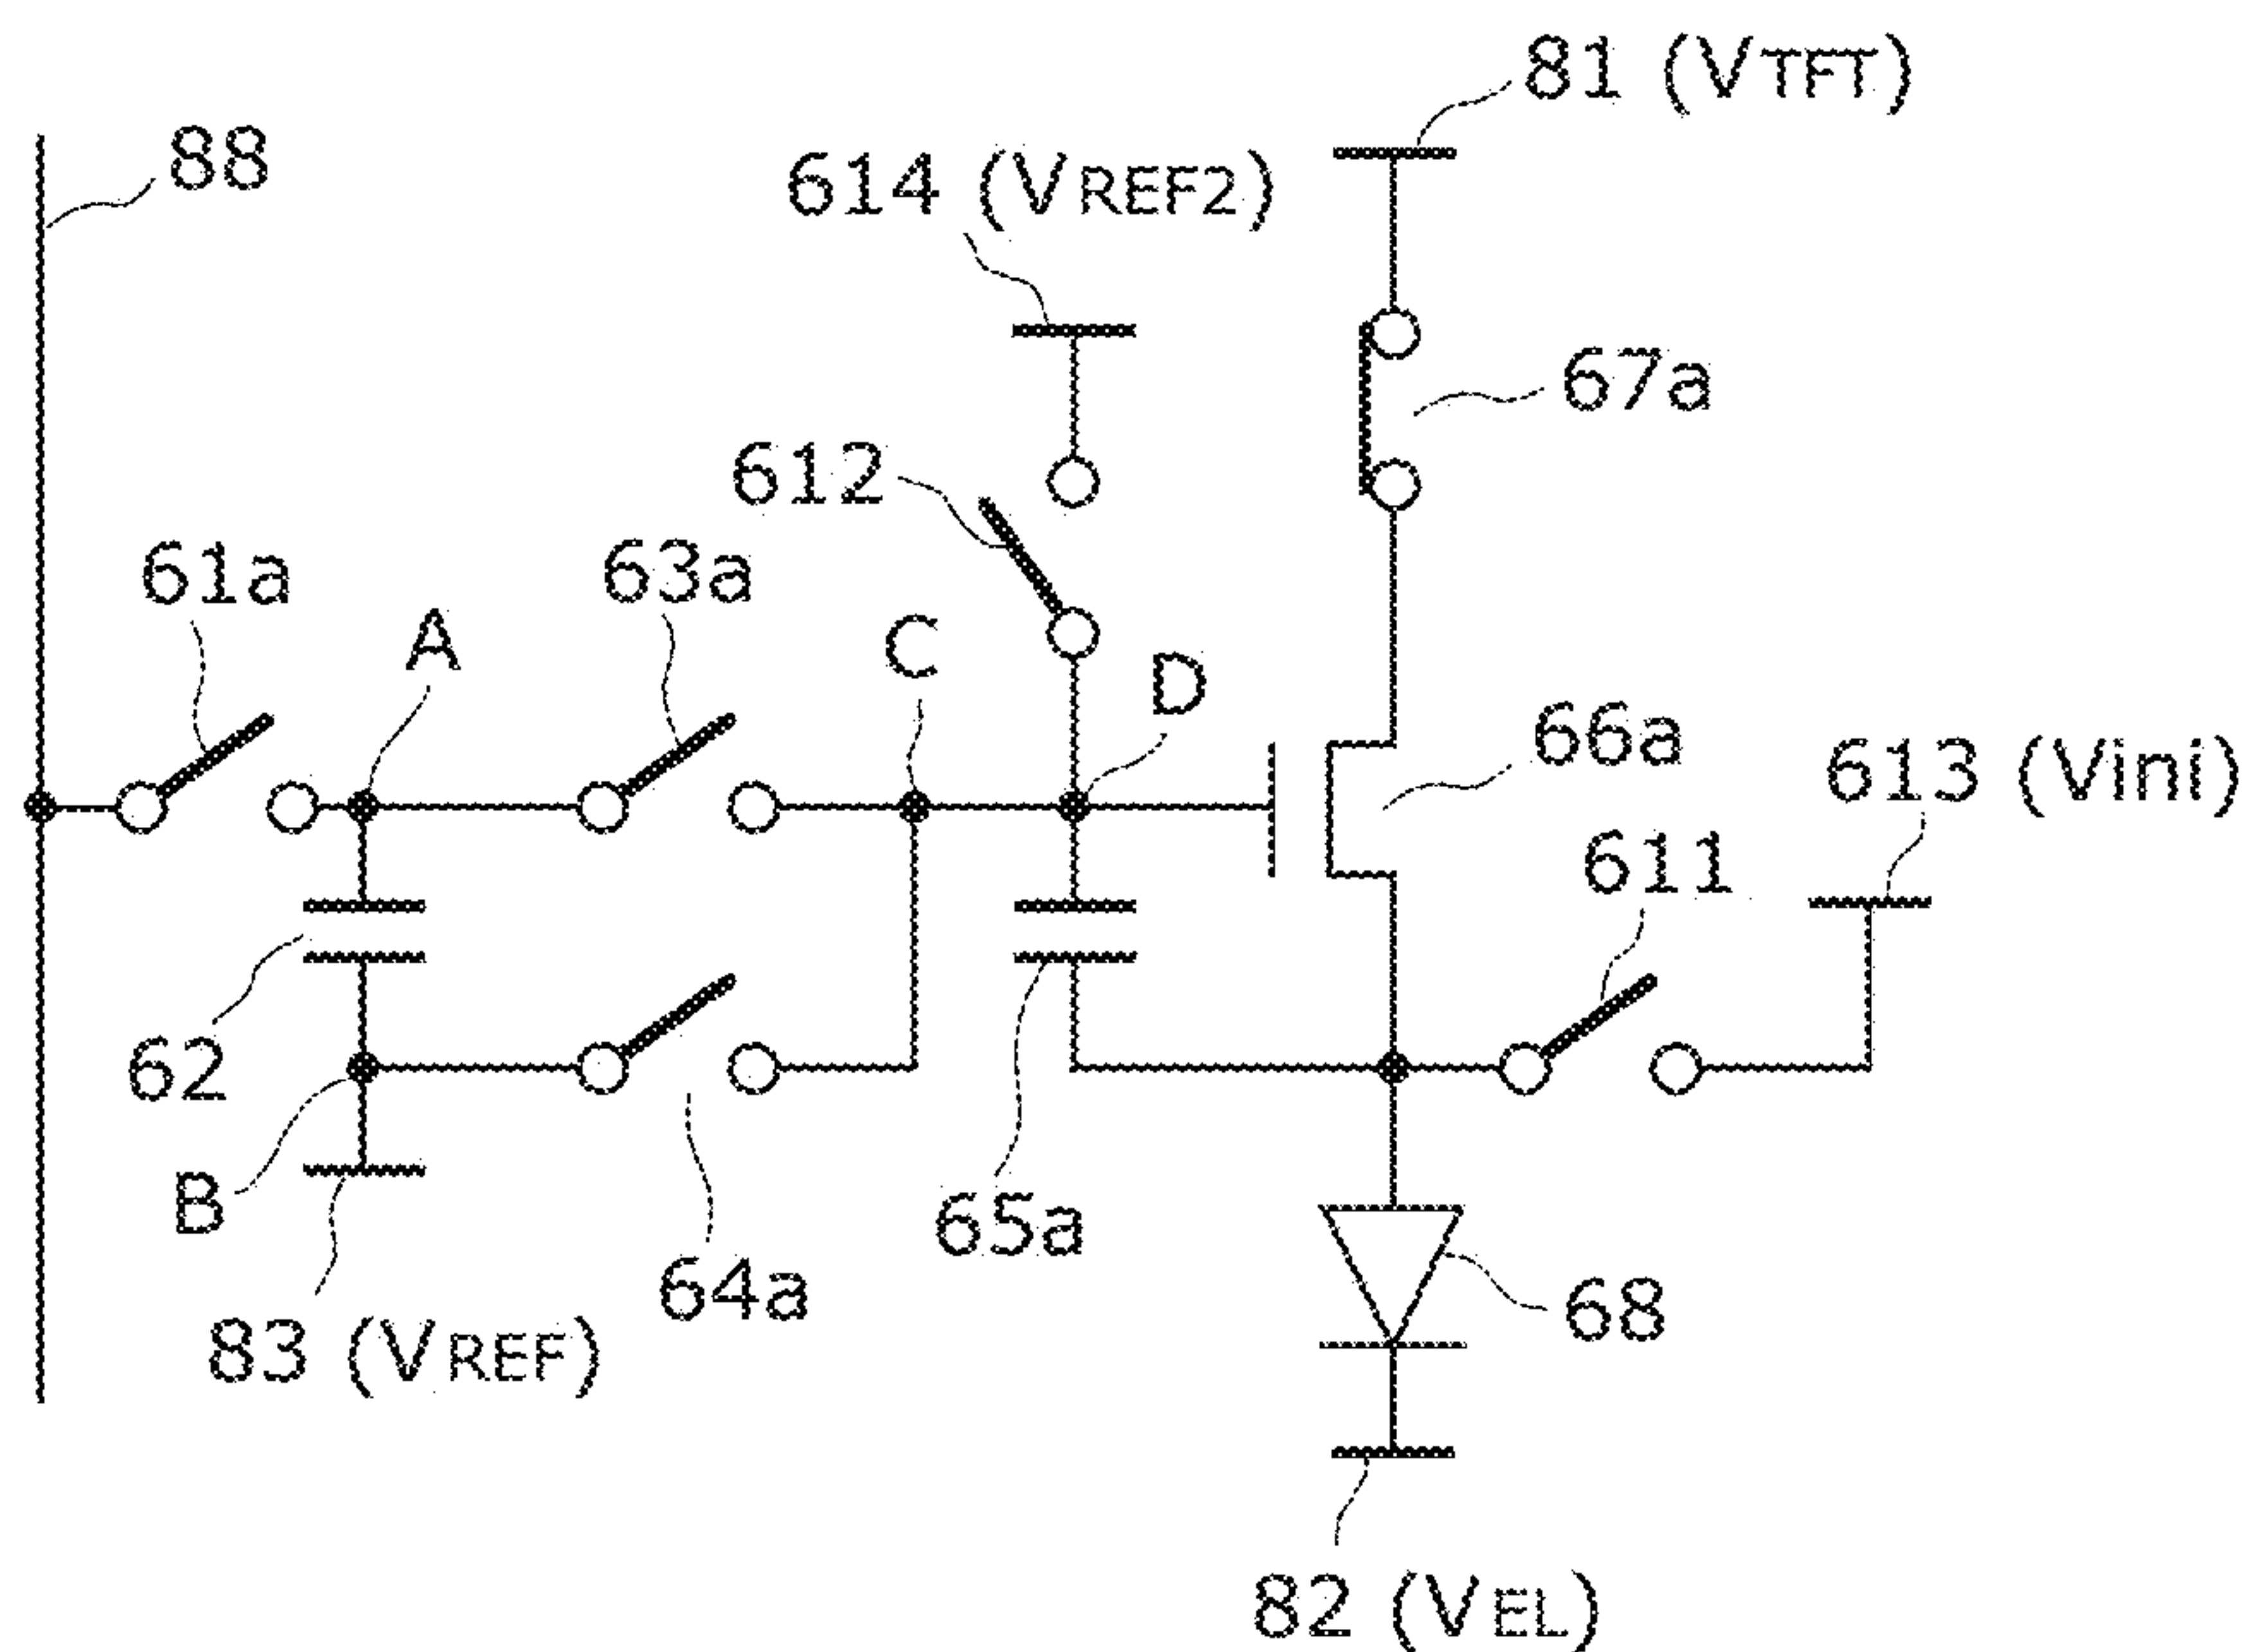 81 (VTFT)
88
614 (VREF2)
67a
612
61a
63a
A
C
D
66a
613 (Vini)
611
62
B
65a
64a
68
83 (VREF)
82 (VEL)